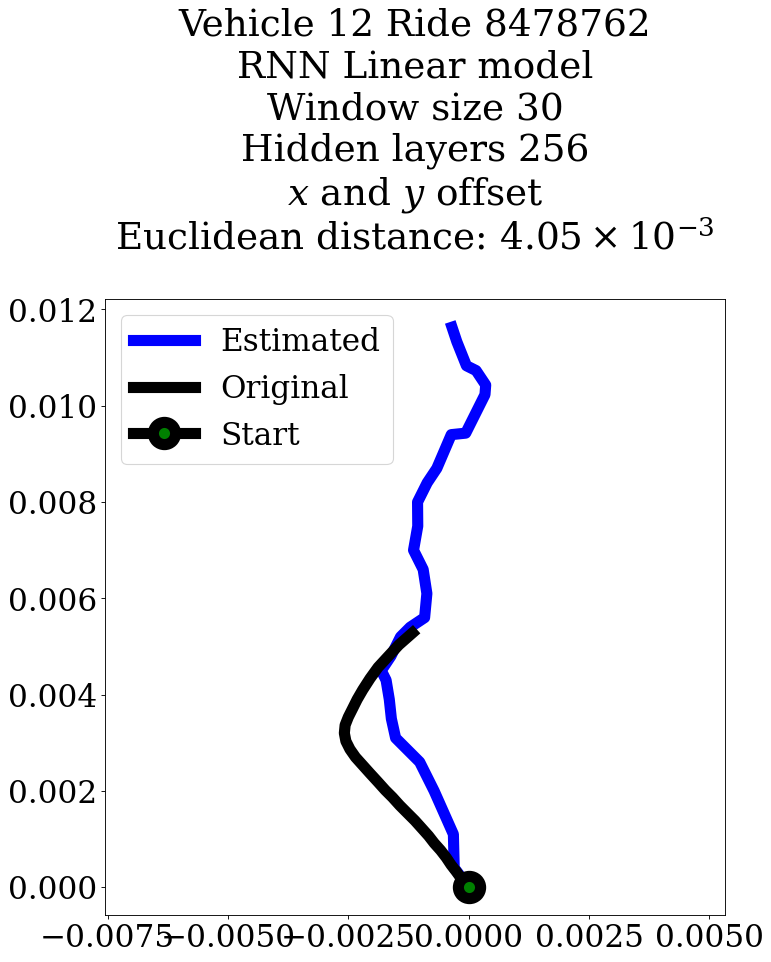 Vehicle 12 Ride 8478762
RNN Linear model
Window size 30
Hidden layers 256
x and y offset
Euclidean distance: 4.05 × 10⁻³
0.012
0.010
0.008
0.006
0.004
0.002
0.000
Estimated
Original
Start
−0.0075 −0.0050 −0.0025 0.0000 0.0025 0.0050